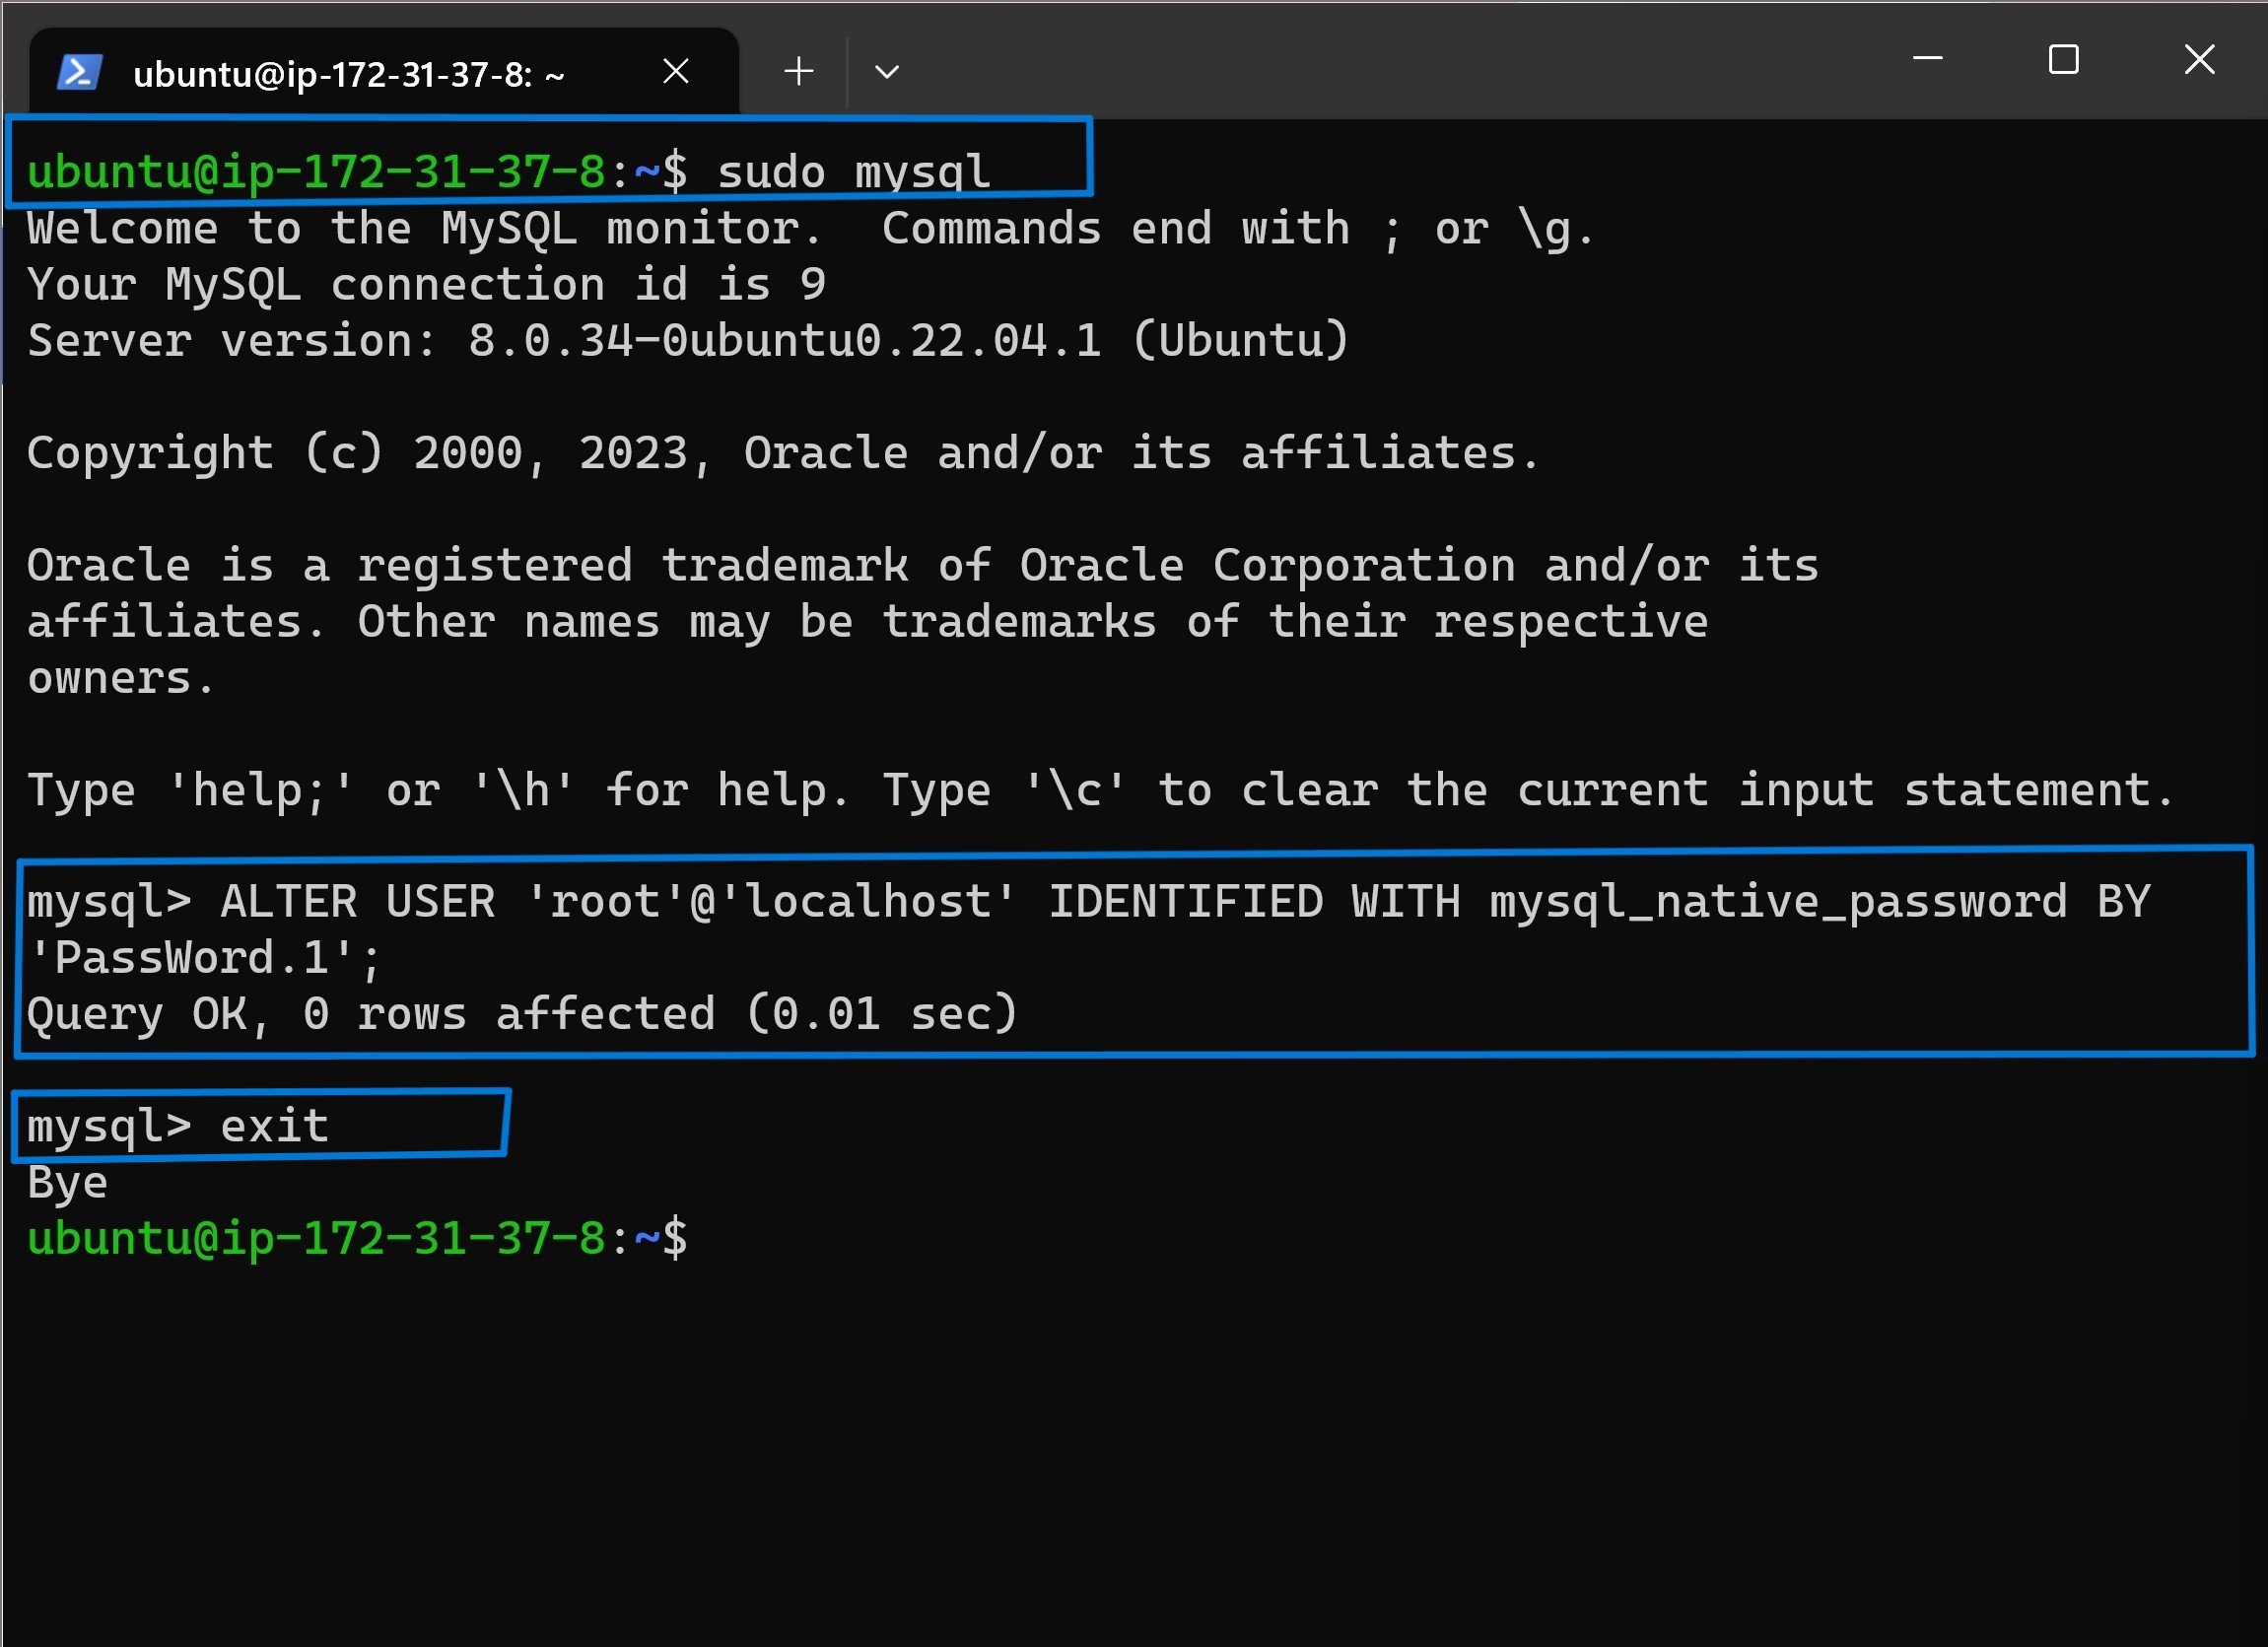 ubuntu@ip-172-31-37-8: ~
ubuntu@ip-172-31-37-8:~$ sudo mysql
Welcome to the MySQL monitor.  Commands end with ; or \g.
Your MySQL connection id is 9
Server version: 8.0.34-0ubuntu0.22.04.1 (Ubuntu)
Copyright (c) 2000, 2023, Oracle and/or its affiliates.
Oracle is a registered trademark of Oracle Corporation and/or its
affiliates. Other names may be trademarks of their respective
owners.
Type 'help;' or '\h' for help. Type '\c' to clear the current input statement.
mysql> ALTER USER 'root'@'localhost' IDENTIFIED WITH mysql_native_password BY
'PassWord.1';
Query OK, 0 rows affected (0.01 sec)
mysql> exit
Bye
ubuntu@ip-172-31-37-8:~$